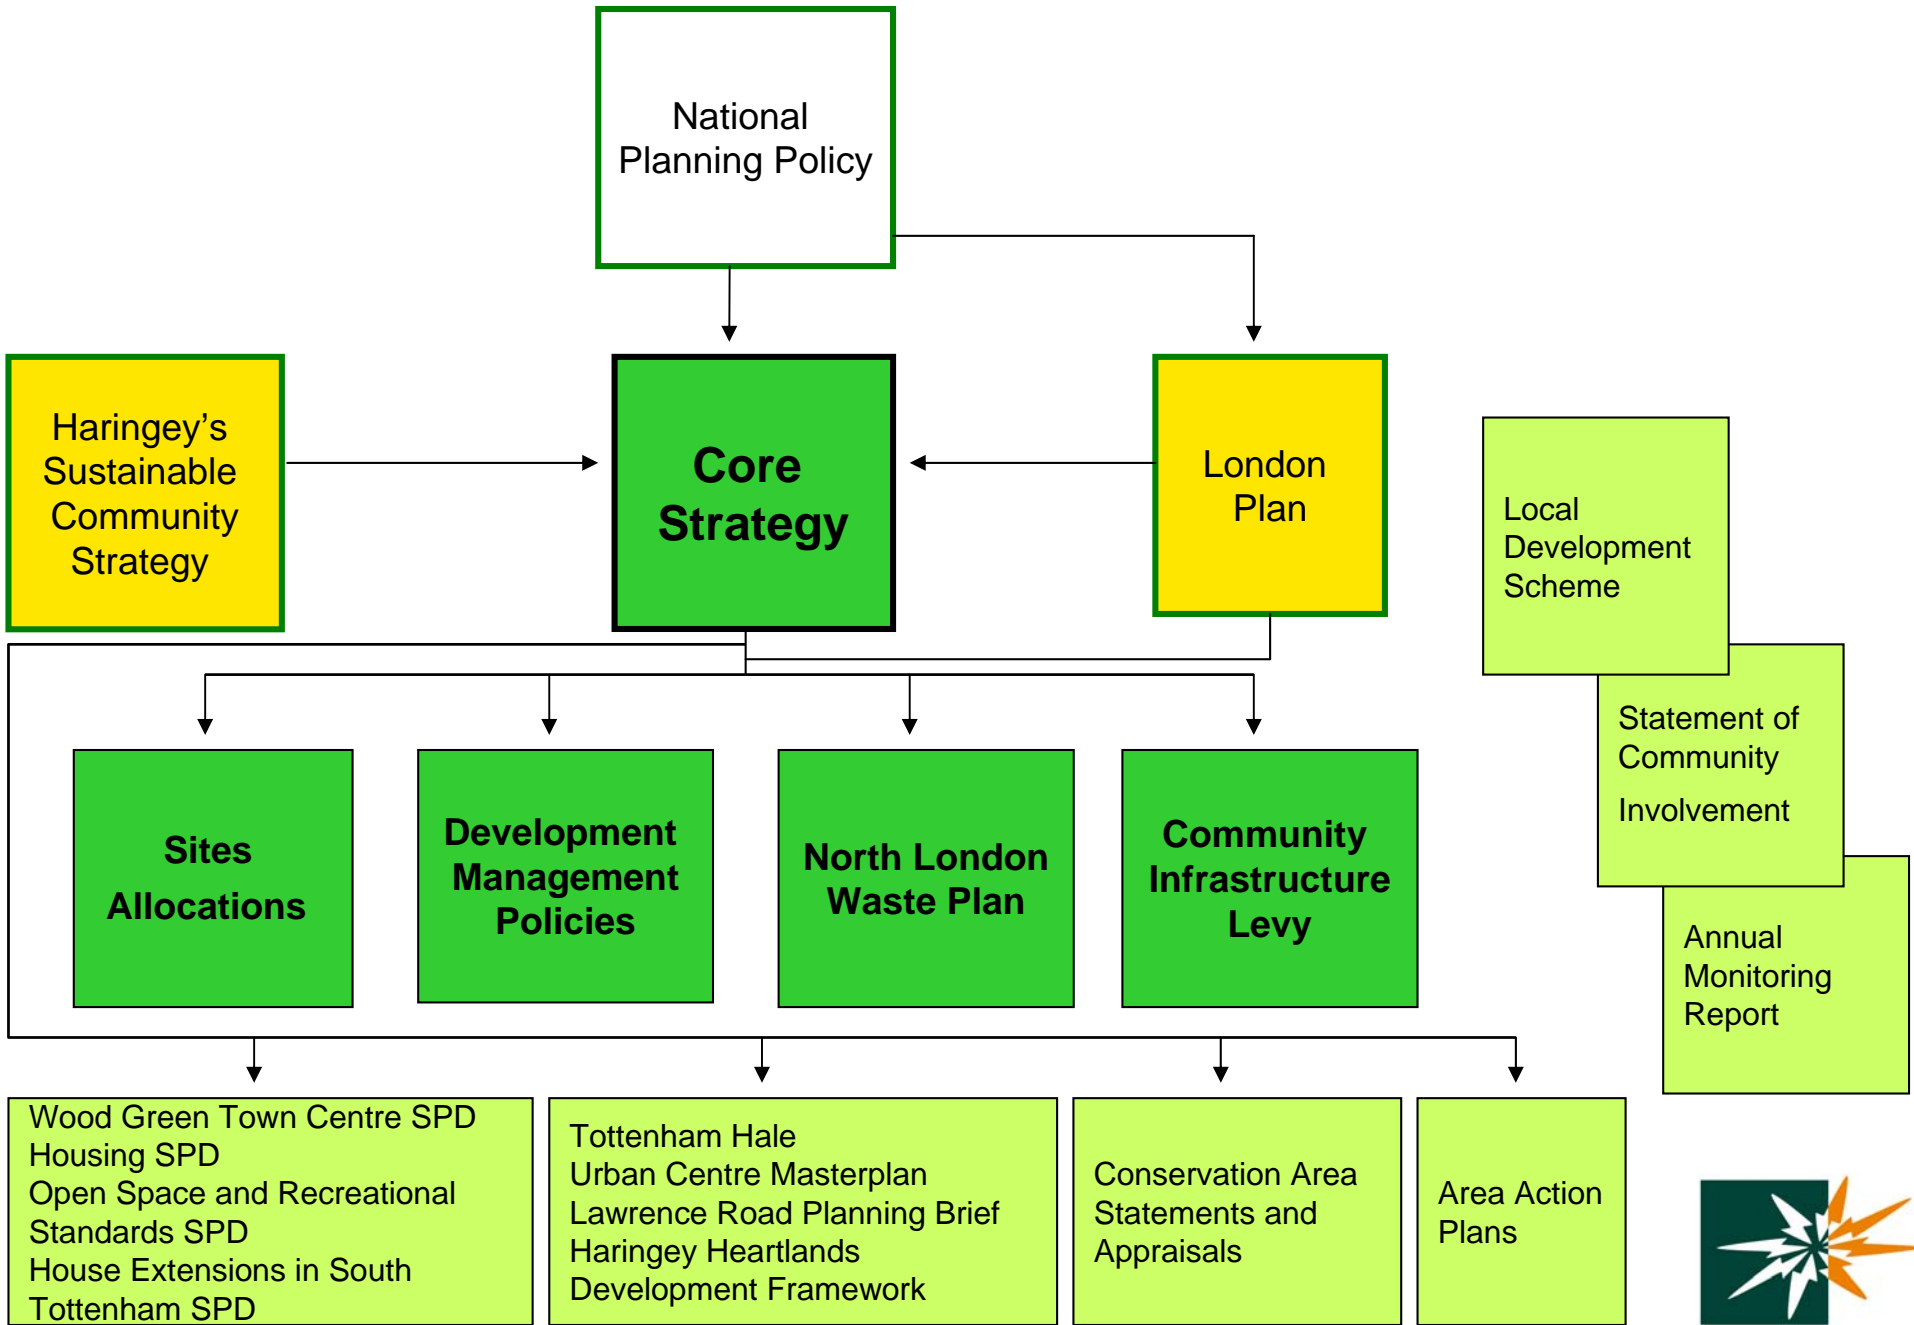 National
Planning Policy
Haringey’s
Sustainable
Community
Strategy
Core
Strategy
London
Plan
Local
Development
Scheme
Statement of
Community
Involvement
Annual
Monitoring
Report
Sites
Allocations
Development
Management
Policies
North London
Waste Plan
Community
Infrastructure
Levy
Wood Green Town Centre SPD
Housing SPD
Open Space and Recreational
Standards SPD
House Extensions in South
Tottenham SPD
Tottenham Hale
Urban Centre Masterplan
Lawrence Road Planning Brief
Haringey Heartlands
Development Framework
Conservation Area
Statements and
Appraisals
Area Action
Plans